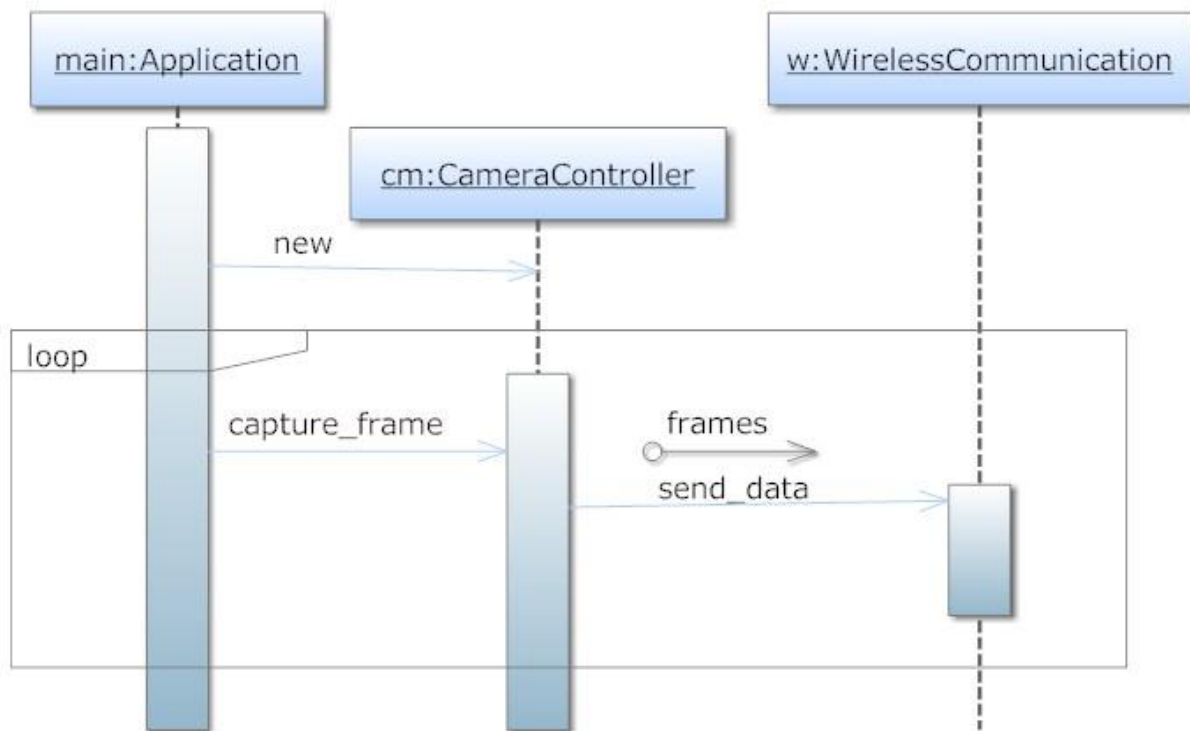 main:Application
w:WirelessCommunication
cm:CameraController
new
loop
capture_frame
frames
send_data